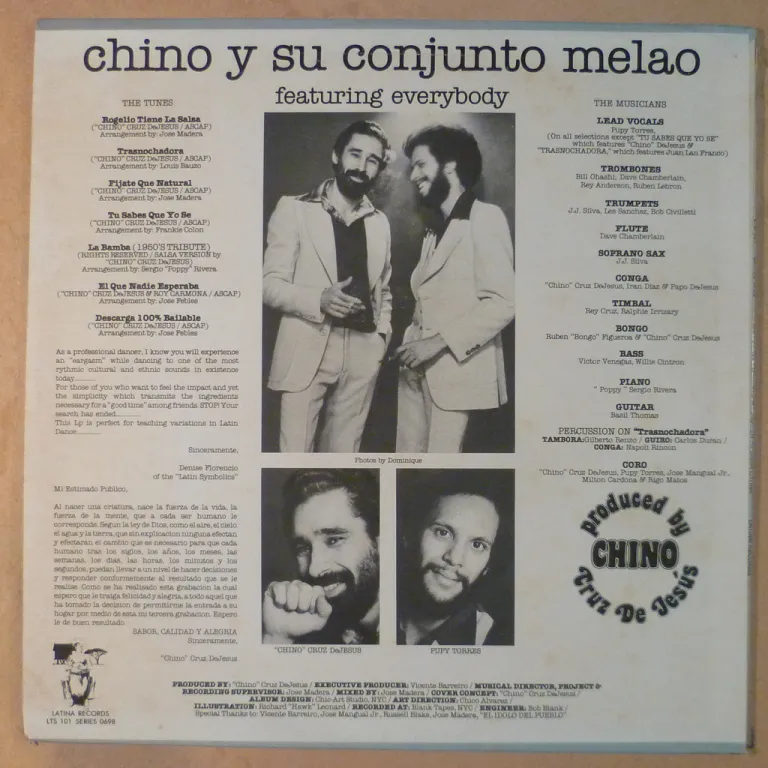 chino y su conjunto melao
featuring everybody
THE TUNES
Rogelio Tiene La Salsa
("CHINO" CRUZ DeJESUS / ASCAP)
Arrangement by: Jose Madera
Trasnochadora
("CHINO" CRUZ DeJESUS / ASCAP)
Arrangement by: Louis Bauzo
Fijate Que Natural
("CHINO" CRUZ DeJESUS / ASCAP)
Arrangement by: Jose Madera
Tu Sabes Que Yo Se
("CHINO" CRUZ DeJESUS / ASCAP)
Arrangement by: Frankie Colon
La Bamba (1950'S TRIBUTE)
(RIGHTS RESERVED / SALSA VERSION by
"CHINO" CRUZ DeJESUS)
Arrangement by: Sergio "Poppy" Rivera
El Que Nadie Esperaba
("CHINO" CRUZ DeJESUS & ROY CARMONA / ASCAP)
Arrangement by: Jose Febles
Descarga 100% Bailable
("CHINO" CRUZ DeJESUS / ASCAP)
Arrangement by: Jose Febles
As a professional dancer, I know you will experience
an "eargasm" while dancing to one of the most
rythmic cultural and ethnic sounds in existence
today
For those of you who want to feel the impact and yet
the simplicity which transmits the ingredients
necessary for a "good time" among friends. STOP! Your
search has ended
This Lp is perfect for teaching variations in Latin
Dance
Sinceramente,
Denise Florencio
of the "Latin Symbolics"
Mi Estimado Publico,
Al nacer una criatura, nace la fuerza de la vida, la
fuerza de la mente, que a cada ser humano le
corresponde. Segun la ley de Dios, como el aire, el cielo,
el agua y la tierra, que sin explicacion ninguna efectan
y efectaran el cambio que es necesario para que cada
humano tras los siglos, los años, los meses, las
semanas, los dias, las horas, los minutos y los
segundos, puedan llevar a un nivel de hacer decisiones
y responder conformemente al resultado que se le
realize. Como se ha realisado esta grabacion la cual
espero que le traiga felicidad y alegria, a todo aquel que
ha tomado la decision de permitirme la entrada a su
hogar por medio de esta mi tercera grabacion. Espero
le de buen resultado.
SABOR, CALIDAD Y ALEGRIA
Sinceramente,
"Chino" Cruz DeJesus
LATINA RECORDS
LTS 101 SERIES 0698
Photos by Dominique
"CHINO" CRUZ DeJESUS
PUPY TORRES
THE MUSICIANS
LEAD VOCALS
Pupy Torres,
(On all selections except "TU SABES QUE YO SE"
which features "Chino" DeJesus &
"TRASNOCHADORA," which features Juan Lan Franco)
TROMBONES
Bill Ohashi, Dave Chamberlain,
Rey Anderson, Ruben Lebron
TRUMPETS
J.J. Silva, Les Sanchez, Bob Civilletti
FLUTE
Dave Chamberlain
SOPRANO SAX
J.J. Silva
CONGA
"Chino" Cruz DeJesus, Iran Diaz & Papo DeJesus
TIMBAL
Rey Cruz, Ralphie Irrizary
BONGO
Ruben "Bongo" Figueroa & "Chino" Cruz DeJesus
BASS
Victor Venegas, Willie Cintron
PIANO
"Poppy" Sergio Rivera
GUITAR
Basil Thomas
PERCUSSION ON "Trasnochadora"
TAMBORA: Gilberto Renzo / GUIRO: Carlos Duran /
CONGA: Napoli Rincon
CORO
"Chino" Cruz DeJesus, Pupy Torres, Jose Mangual Jr.,
Milton Cardona & Rigo Matos
produced by
CHINO
Cruz De Jesús
PRODUCED BY: "Chino" Cruz DeJesus / EXECUTIVE PRODUCER: Vicente Barreiro / MUSICAL DIRECTOR, PROJECT &
RECORDING SUPERVISOR: Jose Madera / MIXED BY: Jose Madera / COVER CONCEPT: "Chino" Cruz DeJesus /
ALBUM DESIGN: Chic-Art Studio, NYC / ART DIRECTION: Chico Alvarez /
ILLUSTRATION: Richard "Hawk" Leonard / RECORDED AT: Blank Tapes, NY / ENGINEER: Bob Blank /
Special Thanks to: Vicente Barreiro, Jose Mangual Jr., Russell Blake, Jose Madera, "EL IDOLO DEL PUEBLO"